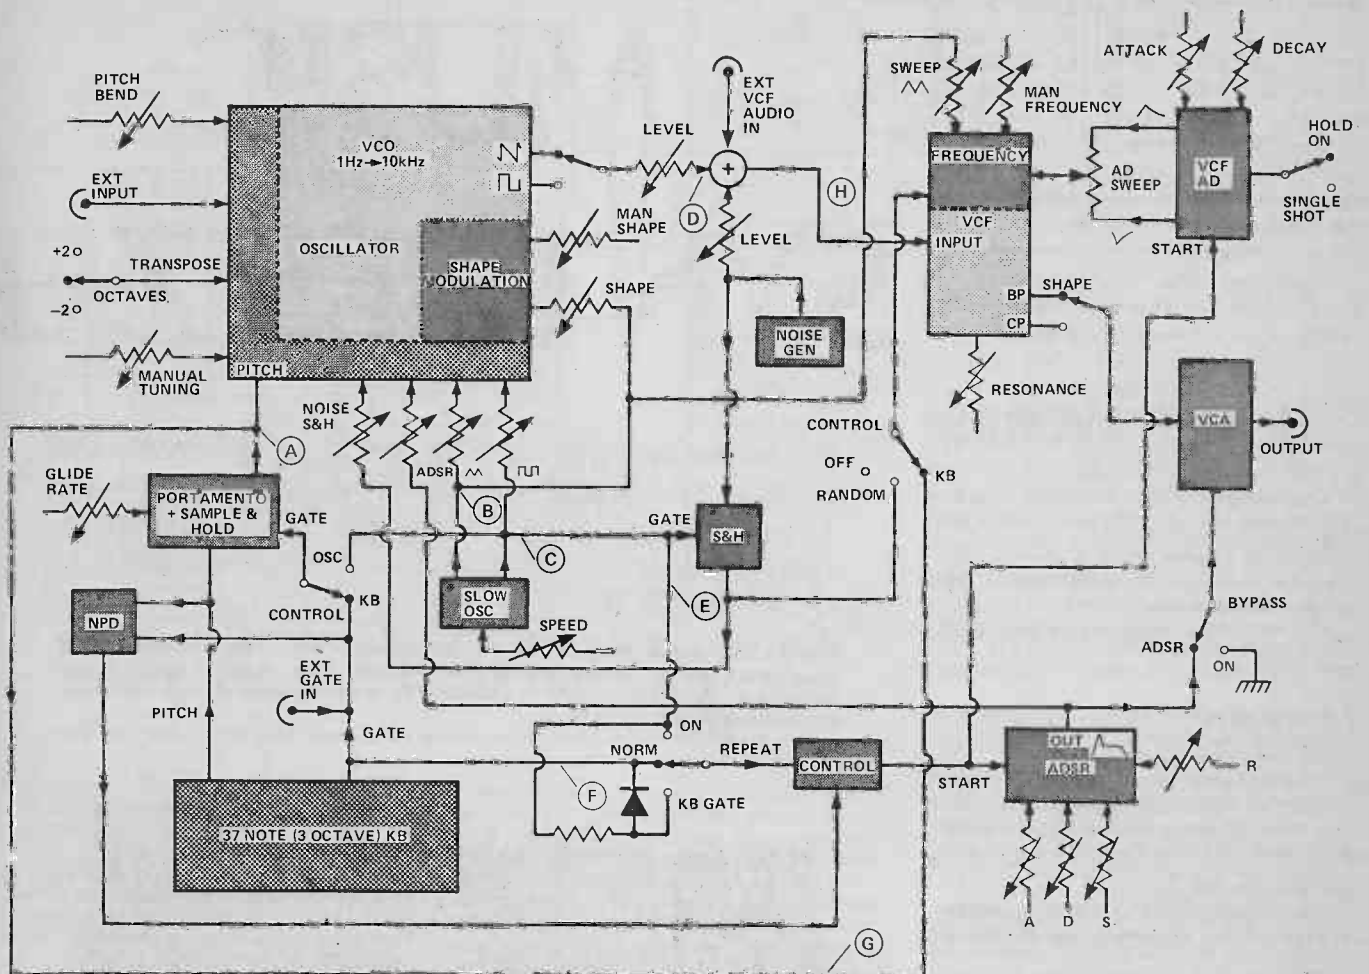 PITCH
BEND
EXT
INPUT
+2
TRANSPOSE
OCTAVES
-2
MANUAL
TUNING
VCO
1Hz→10kHz
OSCILLATOR
SHAPE
MODULATION
PITCH
MAN
SHAPE
SHAPE
LEVEL
EXT
VCF
AUDIO
IN
D
LEVEL
H
NOISE
GEN
SWEEP
MAN
FREQUENCY
FREQUENCY
VCF
INPUT
BP
CP
SHAPE
RESONANCE
ATTACK
DECAY
AD
SWEEP
VCF
AD
HOLD
ON
SINGLE
SHOT
START
VCA
OUTPUT
NOISE
S&H
ADSR
A
B
C
GLIDE
RATE
PORTAMENTO
+ SAMPLE &
HOLD
GATE
OSC
KB
CONTROL
NPD
SLOW
OSC
SPEED
GATE
S&H
E
CONTROL
OFF
RANDOM
KB
BYPASS
ADSR
ON
EXT
GATE
IN
PITCH
GATE
ON
NORM
REPEAT
CONTROL
KB GATE
F
START
OUT
ADSR
R
A
D
S
37 NOTE (3 OCTAVE) KB
G